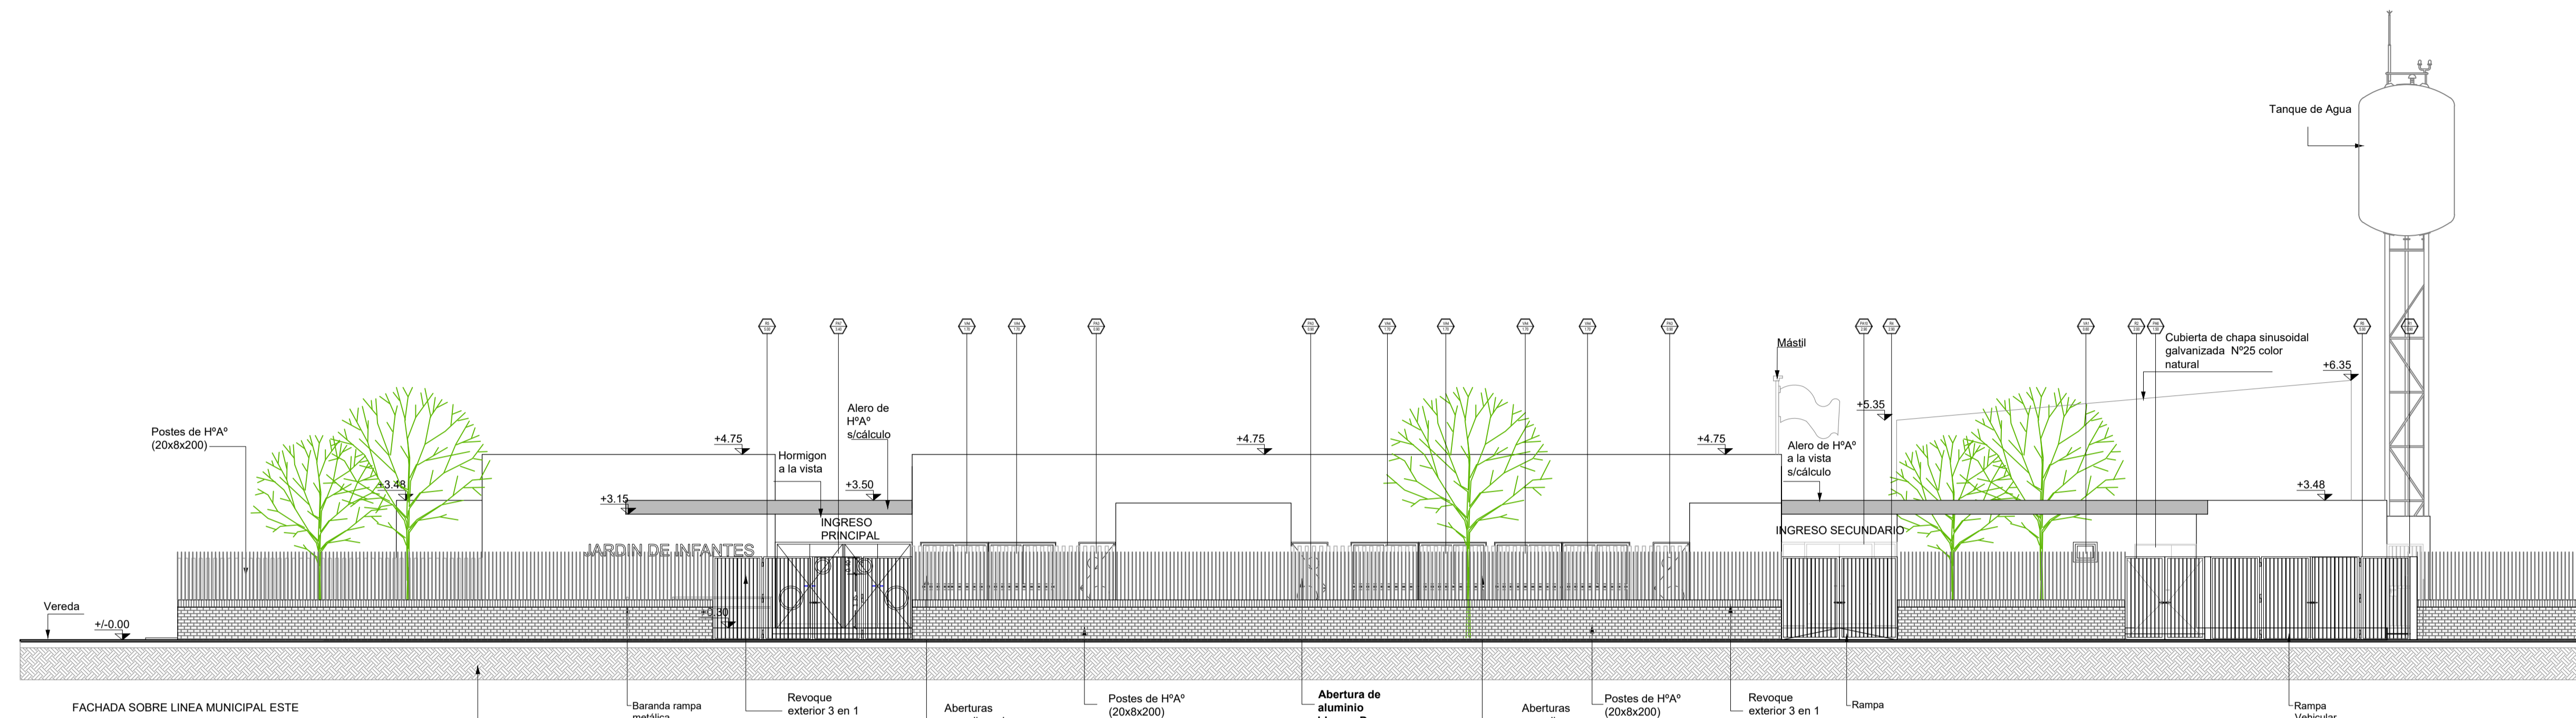 Tanque de Agua
Mástil
Cubierta de chapa sinusoidal
galvanizada Nº25 color
natural
+6.35
+5.35
Alero de
HºAº
s/cálculo
Postes de HºAº
(20x8x200)
+4.75
+4.75
+4.75
Hormigon
a la vista
Alero de HºAº
a la vista
s/cálculo
+3.48
+3.50
+3.48
+3.15
INGRESO
PRINCIPAL
INGRESO SECUNDARIO
JARDIN DE INFANTES
Vereda
+/-0.00
+0.30
FACHADA SOBRE LINEA MUNICIPAL ESTE
Baranda rampa
metálica
Revoque
exterior 3 en 1
Aberturas
Postes de HºAº
(20x8x200)
Abertura de
aluminio
Aberturas
Postes de HºAº
(20x8x200)
Revoque
exterior 3 en 1
Rampa
Rampa
Vehicular